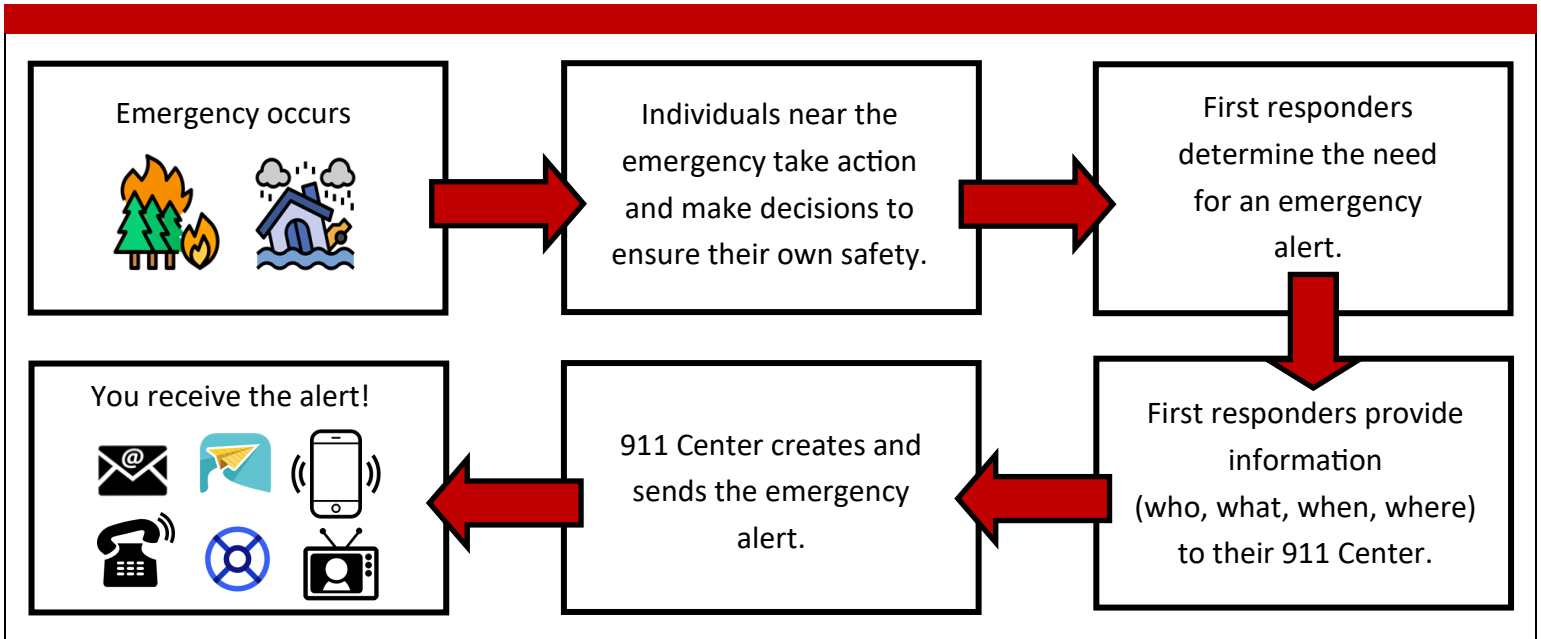 Emergency occurs
Individuals near the
emergency take action
and make decisions to
ensure their own safety.
First responders
determine the need
for an emergency
alert.
First responders provide
information
(who, what, when, where)
to their 911 Center.
911 Center creates and
sends the emergency
alert.
You receive the alert!
@